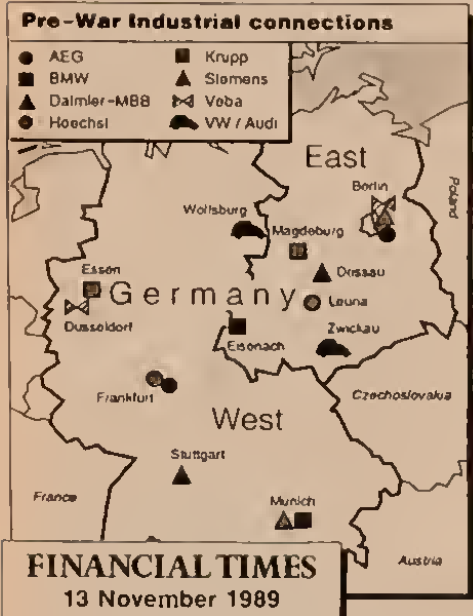 Pre-War Industrial connections
AEG
BMW
Daimler-MBB
Hoechst
Krupp
Siemens
Veba
VW / Audi
East
Berlin
Poland
Wolfsburg
Magdeburg
Essen
Dessau
Germany
Leuna
Dusseldorf
Eisenach
Zwickau
Frankfurt
Czechoslovakia
West
Stuttgart
France
Munich
Austria
FINANCIAL TIMES
13 November 1989